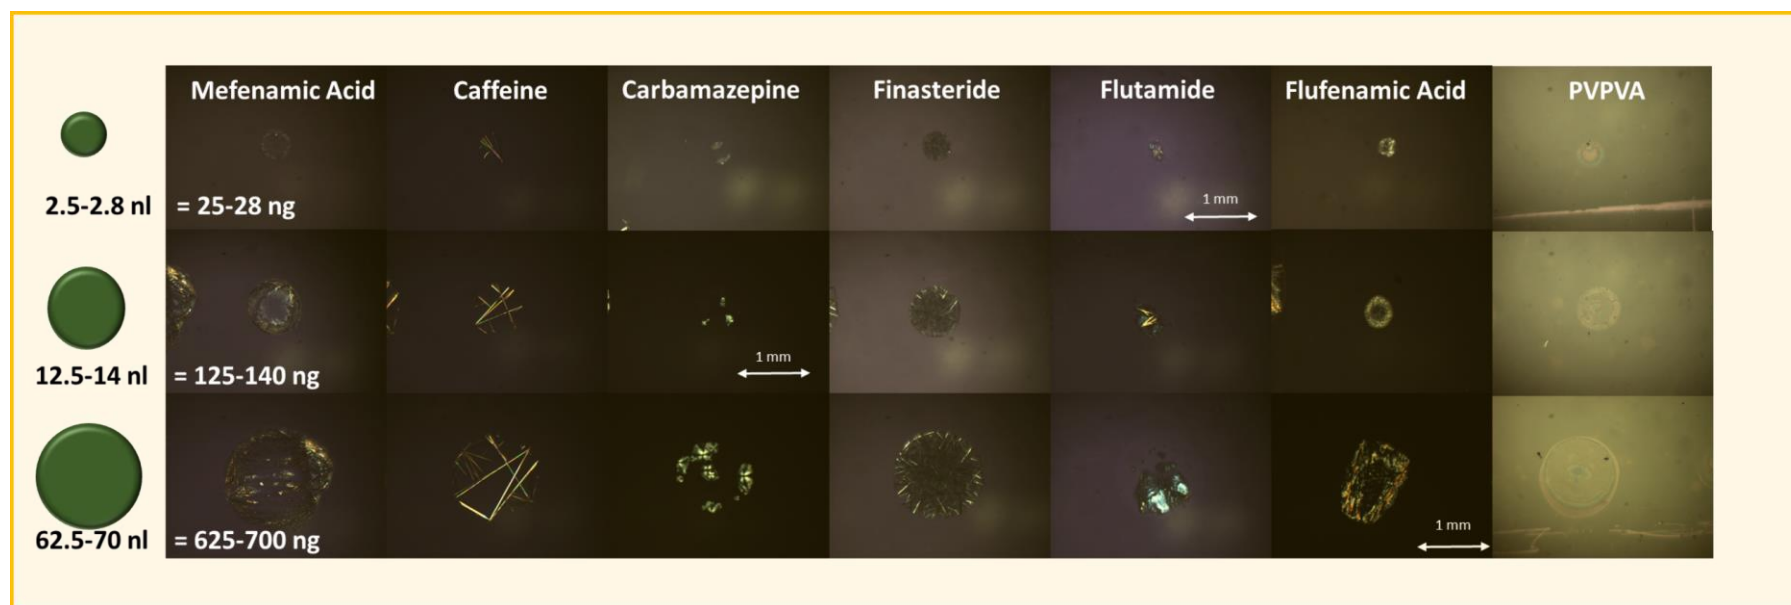 Mefenamic Acid
Caffeine
Carbamazepine
Finasteride
Flutamide
Flufenamic Acid
PVPVA
2.5-2.8 nl
= 25-28 ng
1 mm
12.5-14 nl
= 125-140 ng
1 mm
62.5-70 nl
= 625-700 ng
1 mm